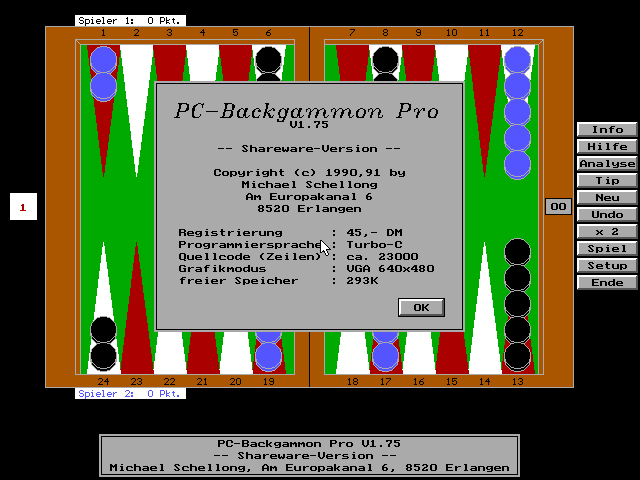 Spieler 1: 0 Pkt.
1 2 3 4 5 6 7 8 9 10 11 12
PC-Backgammon Pro
V1.75
-- Shareware-Version --
Copyright (c) 1990,91 by
Michael Schellong
Am Europakanal 6
8520 Erlangen
Registrierung : 45,- DM
Programmiersprache : Turbo-C
Quellcode (Zeilen) : ca. 23000
Grafikmodus : VGA 640x480
freier Speicher : 293K
OK
1
OO
Info
Hilfe
Analyse
Tip
Neu
Undo
x 2
Spiel
Setup
Ende
24 23 22 21 20 19 18 17 16 15 14 13
Spieler 2: 0 Pkt.
PC-Backgammon Pro V1.75
-- Shareware-Version --
Michael Schellong, Am Europakanal 6, 8520 Erlangen